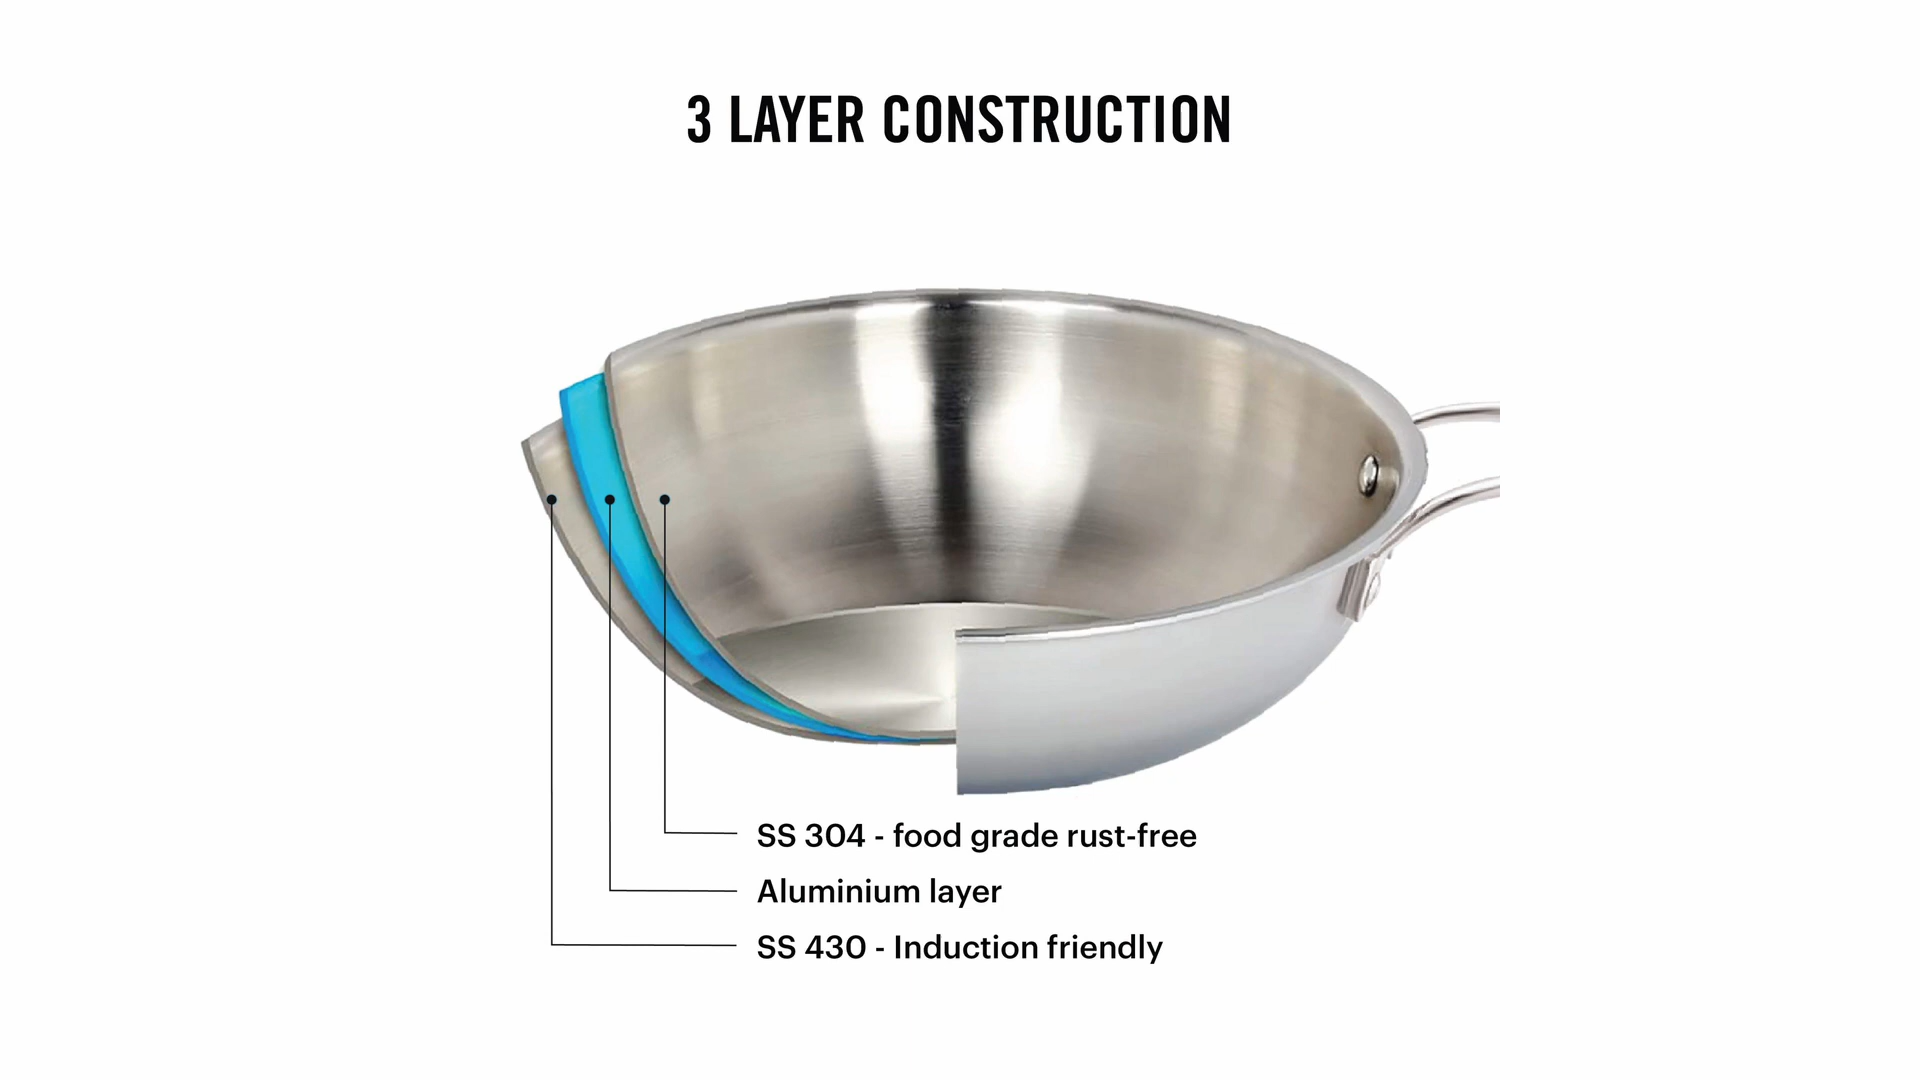 3 LAYER CONSTRUCTION
SS 304 - food grade rust-free
Aluminium layer
SS 430 - Induction friendly